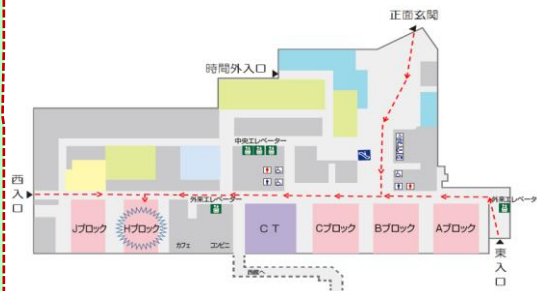 正面玄関
時間外入口
中央エレベーター
西入口
外来エレベーター
外来エレベータ
Jブロック
Hブロック
カフェ
コンビニ
CT
Cブロック
Bブロック
Aブロック
東入口